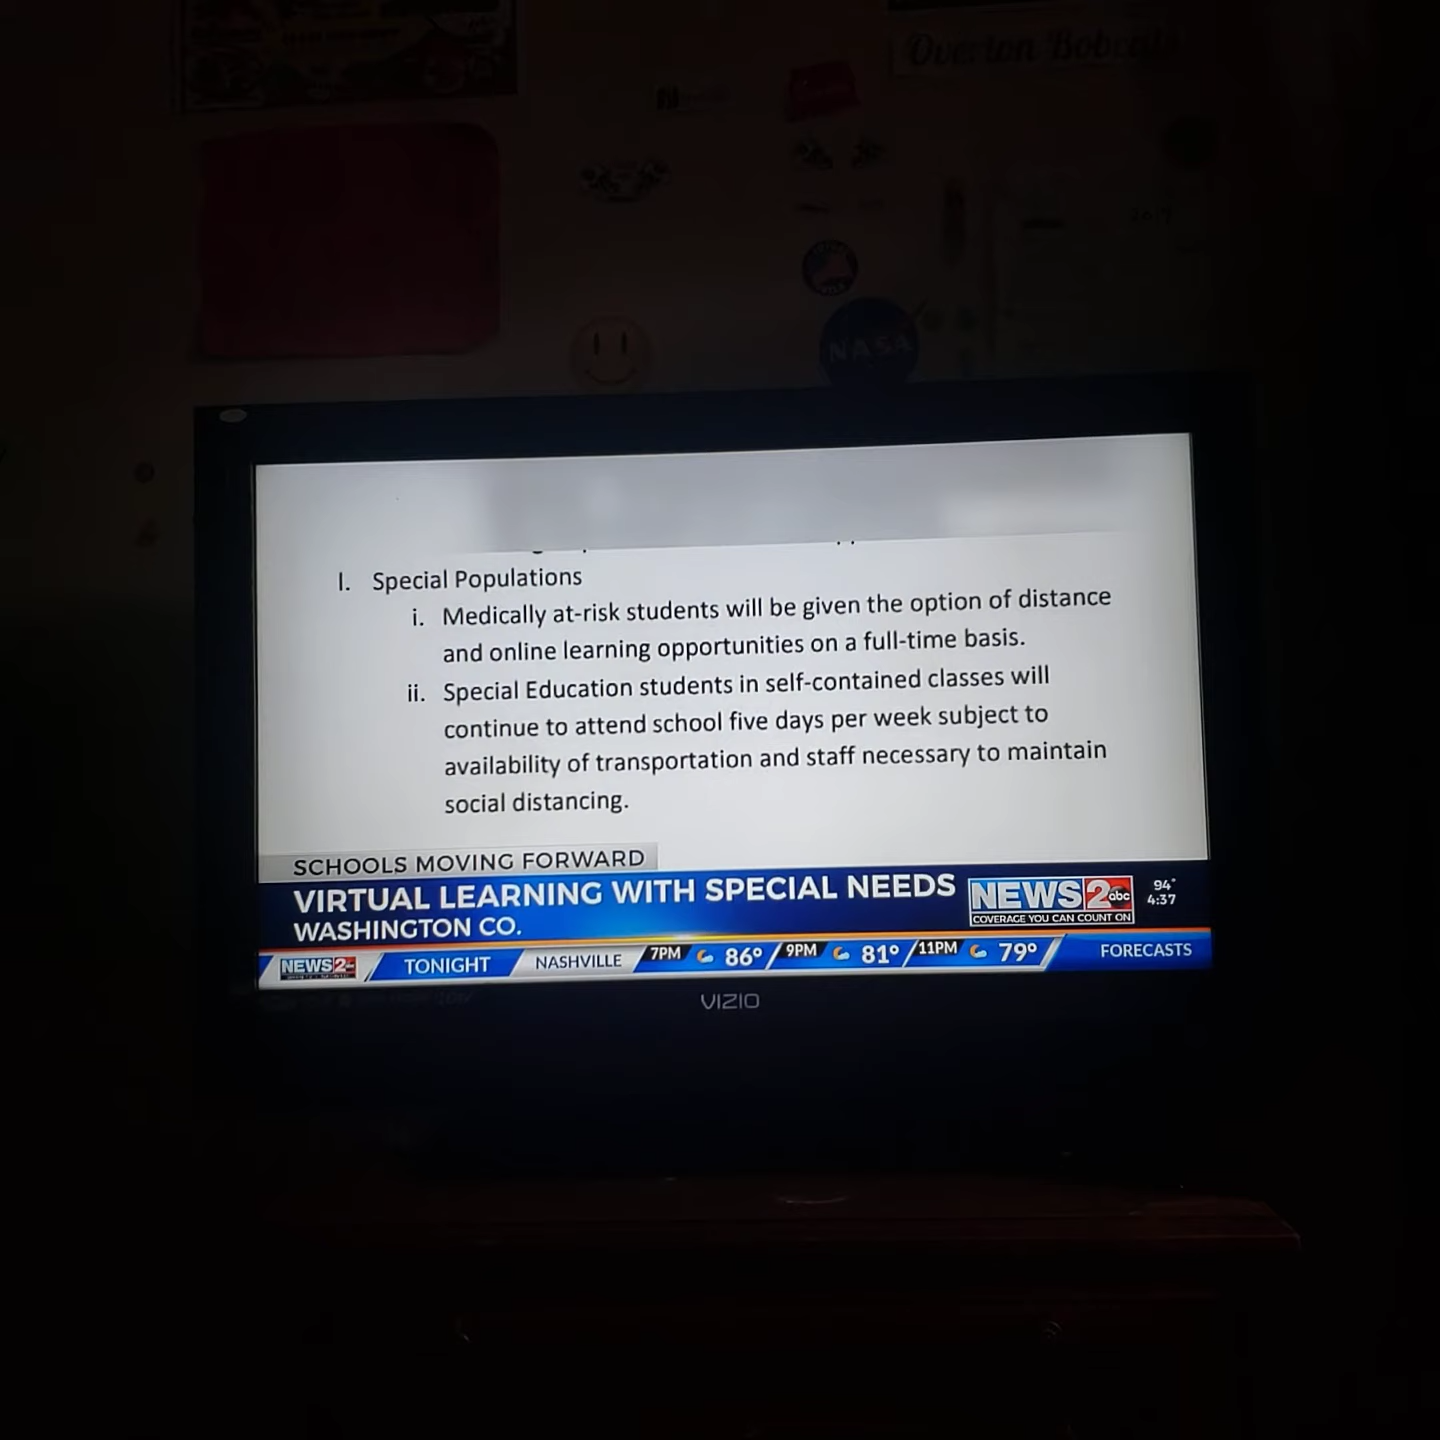 Overton Boberts
2019
NASA
I. Special Populations
i. Medically at-risk students will be given the option of distance
and online learning opportunities on a full-time basis.
ii. Special Education students in self-contained classes will
continue to attend school five days per week subject to
availability of transportation and staff necessary to maintain
social distancing.
SCHOOLS MOVING FORWARD
VIRTUAL LEARNING WITH SPECIAL NEEDS
WASHINGTON CO.
NEWS 2 abc
COVERAGE YOU CAN COUNT ON
94°
4:37
NEWS 2 TONIGHT NASHVILLE 7PM 86° 9PM 81° 11PM 79° FORECASTS
VIZIO